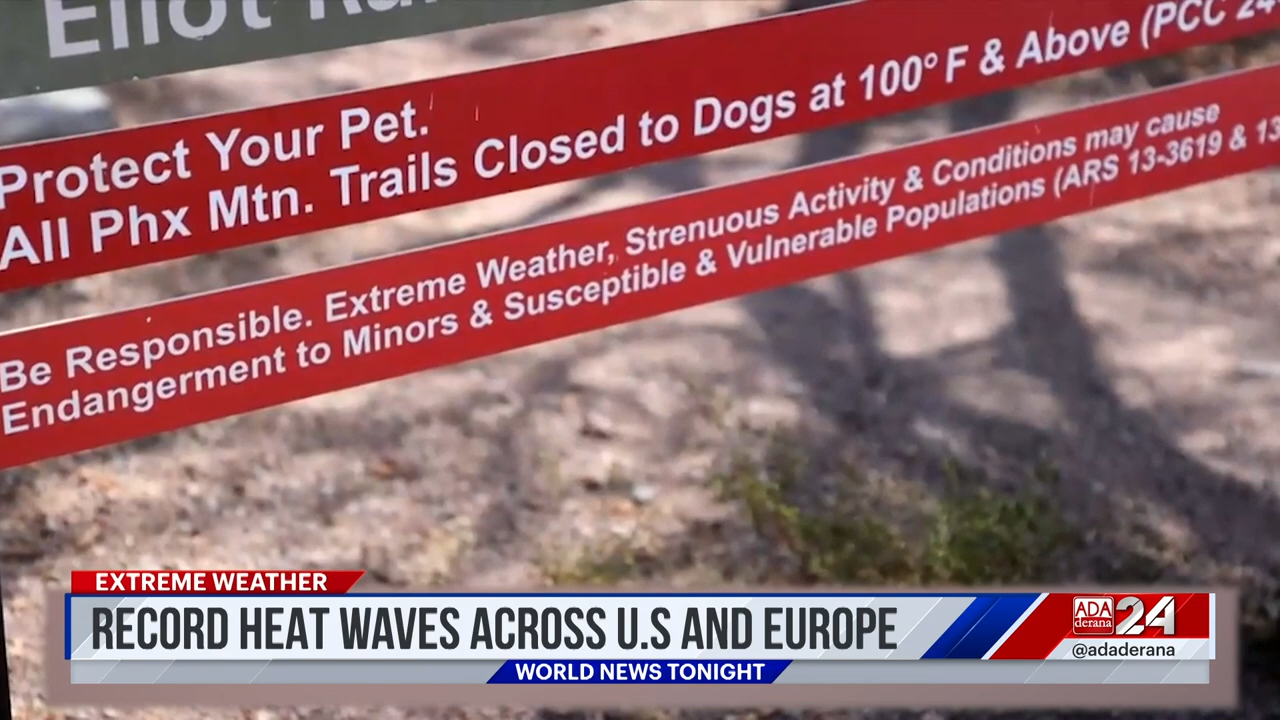 Eliot
Protect Your Pet.
All Phx Mtn. Trails Closed to Dogs at 100° F & Above (PCC 24
Be Responsible. Extreme Weather, Strenuous Activity & Conditions may cause
Endangerment to Minors & Susceptible & Vulnerable Populations (ARS 13-3619 & 13
EXTREME WEATHER
RECORD HEAT WAVES ACROSS U.S AND EUROPE
ADA
derana
24
@adaderana
WORLD NEWS TONIGHT